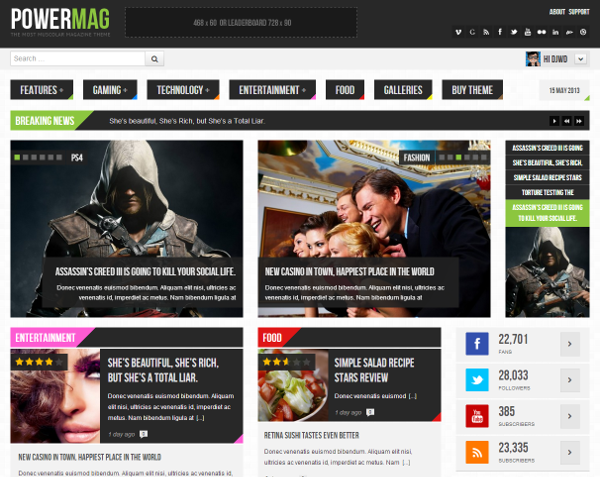 POWERMAG
THE MOST MUSCULAR MAGAZINE THEME
468 x 60 OR LEADERBOARD 728 x 90
ABOUT SUPPORT
Search ...
HI DJWD
FEATURES +
GAMING +
TECHNOLOGY +
ENTERTAINMENT +
FOOD
GALLERIES
BUY THEME
15 MAY 2013
BREAKING NEWS
She's beautiful, She's Rich, but She's a Total Liar.
PS4
ASSASSIN'S CREED III IS GOING TO KILL YOUR SOCIAL LIFE.
Donec venenatis euismod bibendum. Aliquam elit nisi, ultricies ac
venenatis id, imperdiet ac metus. Nam bibendum ligula at
FASHION
NEW CASINO IN TOWN, HAPPIEST PLACE IN THE WORLD
Donec venenatis euismod bibendum. Aliquam elit nisi, ultricies ac
venenatis id, imperdiet ac metus. Nam bibendum ligula at
ASSASSIN'S CREED III IS GOING
SHE'S BEAUTIFUL, SHE'S RICH,
SIMPLE SALAD RECIPE STARS
TORTURE TESTING THE
ASSASSIN'S CREED III IS GOING
TO KILL YOUR SOCIAL LIFE.
ENTERTAINMENT
SHE'S BEAUTIFUL, SHE'S RICH,
BUT SHE'S A TOTAL LIAR.
Donec venenatis euismod bibendum. Aliquam
elit nisi, ultricies ac venenatis id, imperdiet ac
metus. Nam bibendum ligula at [...]
1 day ago
NEW CASINO IN TOWN, HAPPIEST PLACE IN THE WORLD
Donec venenatis euismod bibendum. Aliquam elit nisi, ultricies ac
FOOD
SIMPLE SALAD RECIPE
STARS REVIEW
Donec venenatis euismod [...]
1 day ago
RETINA SUSHI TASTES EVEN BETTER
Donec venenatis euismod bibendum. Aliquam elit nisi,
ultricies ac venenatis id, imperdiet ac metus. Nam [...]
22,701
FANS
28,033
FOLLOWERS
You Tube
385
SUBSCRIBERS
23,335
SUBSCRIBERS